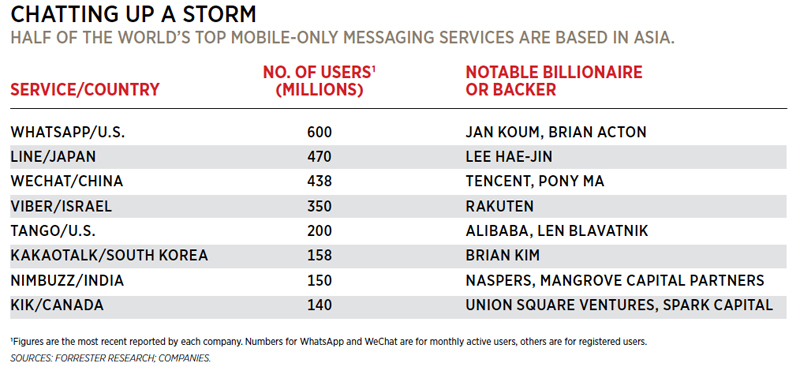 CHATTING UP A STORM
HALF OF THE WORLD'S TOP MOBILE-ONLY MESSAGING SERVICES ARE BASED IN ASIA.
SERVICE/COUNTRY NO. OF USERS¹ (MILLIONS) NOTABLE BILLIONAIRE OR BACKER
WHATSAPP/U.S. 600 JAN KOUM, BRIAN ACTON
LINE/JAPAN 470 LEE HAE-JIN
WECHAT/CHINA 438 TENCENT, PONY MA
VIBER/ISRAEL 350 RAKUTEN
TANGO/U.S. 200 ALIBABA, LEN BLAVATNIK
KAKAOTALK/SOUTH KOREA 158 BRIAN KIM
NIMBUZZ/INDIA 150 NASPERS, MANGROVE CAPITAL PARTNERS
KIK/CANADA 140 UNION SQUARE VENTURES, SPARK CAPITAL
¹Figures are the most recent reported by each company. Numbers for WhatsApp and WeChat are for monthly active users, others are for registered users.
SOURCES: FORRESTER RESEARCH; COMPANIES.